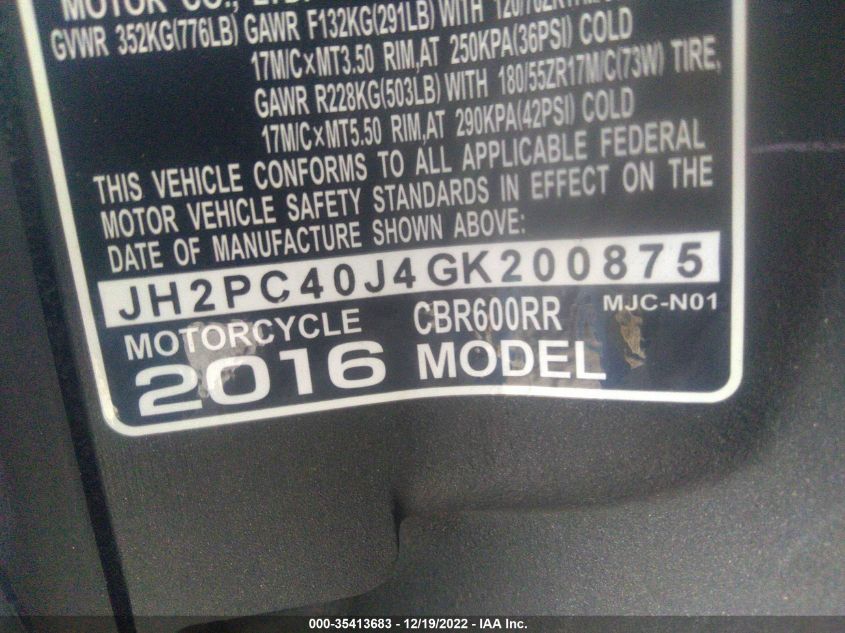 MOTOR CO., LTD.
GVWR 352KG(776LB) GAWR F132KG(291LB) WITH
17M/C×MT3.50 RIM,AT 250KPA(36PSI) COLD
GAWR R228KG(503LB) WITH 180/55ZR17M/C(73W) TIRE,
17M/C×MT5.50 RIM,AT 290KPA(42PSI) COLD
THIS VEHICLE CONFORMS TO ALL APPLICABLE FEDERAL
MOTOR VEHICLE SAFETY STANDARDS IN EFFECT ON THE
DATE OF MANUFACTURE SHOWN ABOVE:
JH2PC40J4GK200875
MOTORCYCLE CBR600RR MJC-N01
2016 MODEL
000-35413683 - 12/19/2022 - IAA Inc.